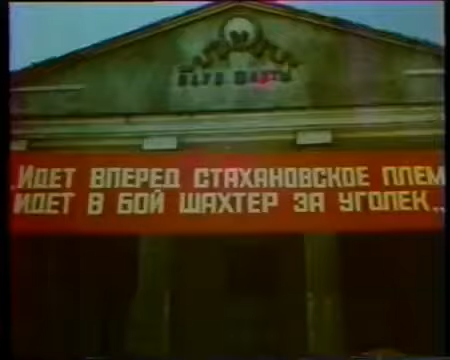 „Идет вперед стахановское плем
идет в бой шахтер за уголек„